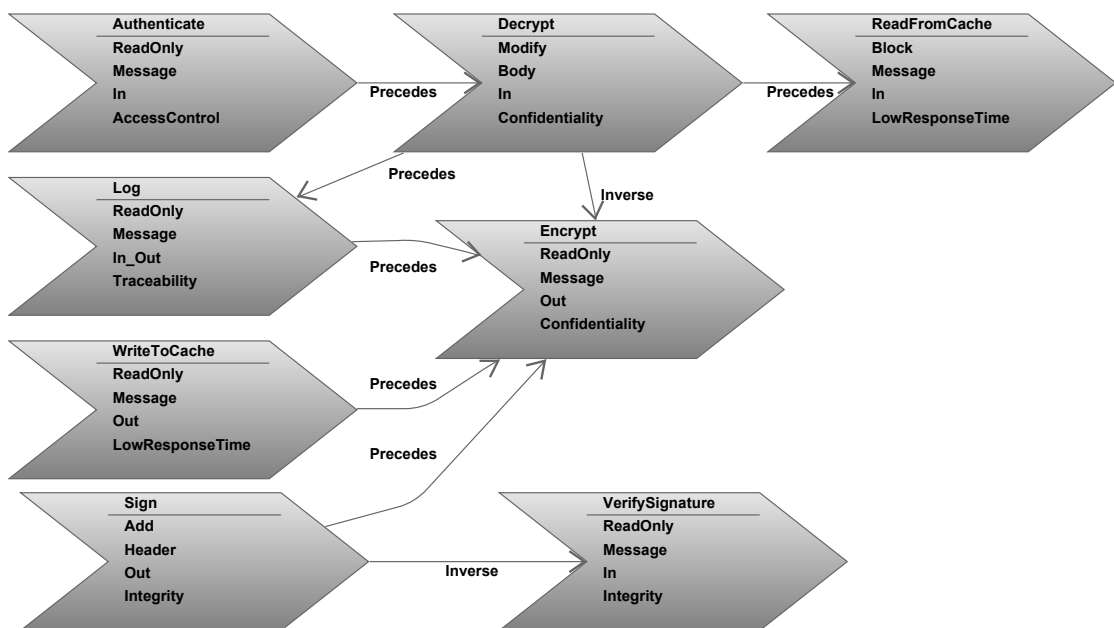 Authenticate
ReadOnly
Message
In
AccessControl
Precedes
Decrypt
Modify
Body
In
Confidentiality
Precedes
ReadFromCache
Block
Message
In
LowResponseTime
Precedes
Inverse
Log
ReadOnly
Message
In_Out
Traceability
Precedes
Encrypt
ReadOnly
Message
Out
Confidentiality
WriteToCache
ReadOnly
Message
Out
LowResponseTime
Precedes
Precedes
Sign
Add
Header
Out
Integrity
Inverse
VerifySignature
ReadOnly
Message
In
Integrity